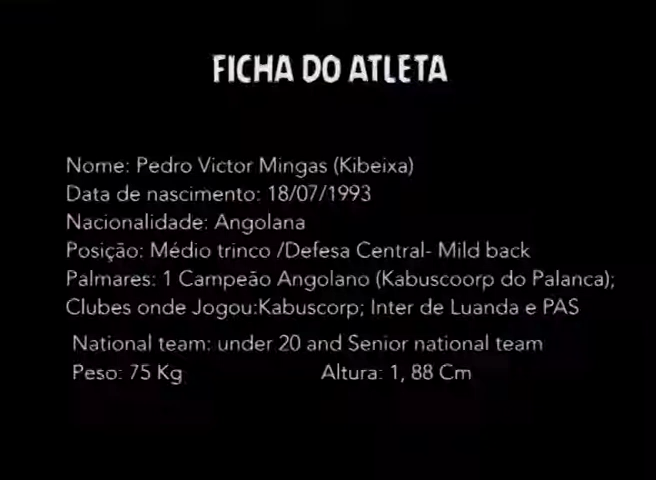 FICHA DO ATLETA
Nome: Pedro Victor Mingas (Kibeixa)
Data de nascimento: 18/07/1993
Nacionalidade: Angolana
Posição: Médio trinco /Defesa Central- Mild back
Palmares: 1 Campeão Angolano (Kabuscoorp do Palanca);
Clubes onde Jogou:Kabuscorp; Inter de Luanda e PAS
National team: under 20 and Senior national team
Peso: 75 Kg Altura: 1, 88 Cm